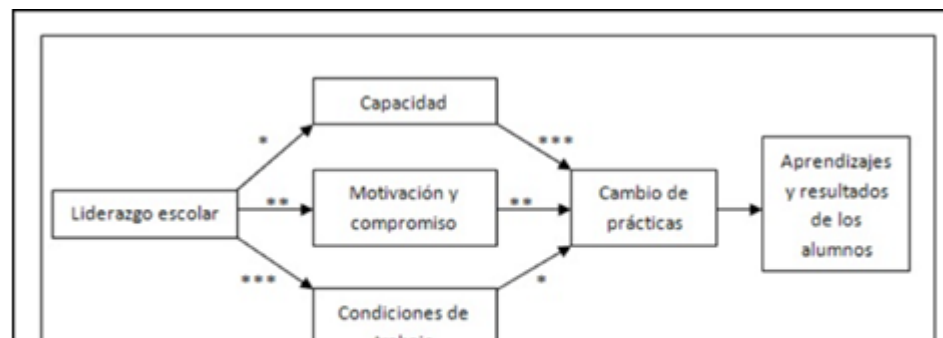 Capacidad
*
***
Liderazgo escolar
**
Motivación y
compromiso
**
Cambio de
prácticas
Aprendizajes
y resultados
de los
alumnos
***
*
Condiciones de